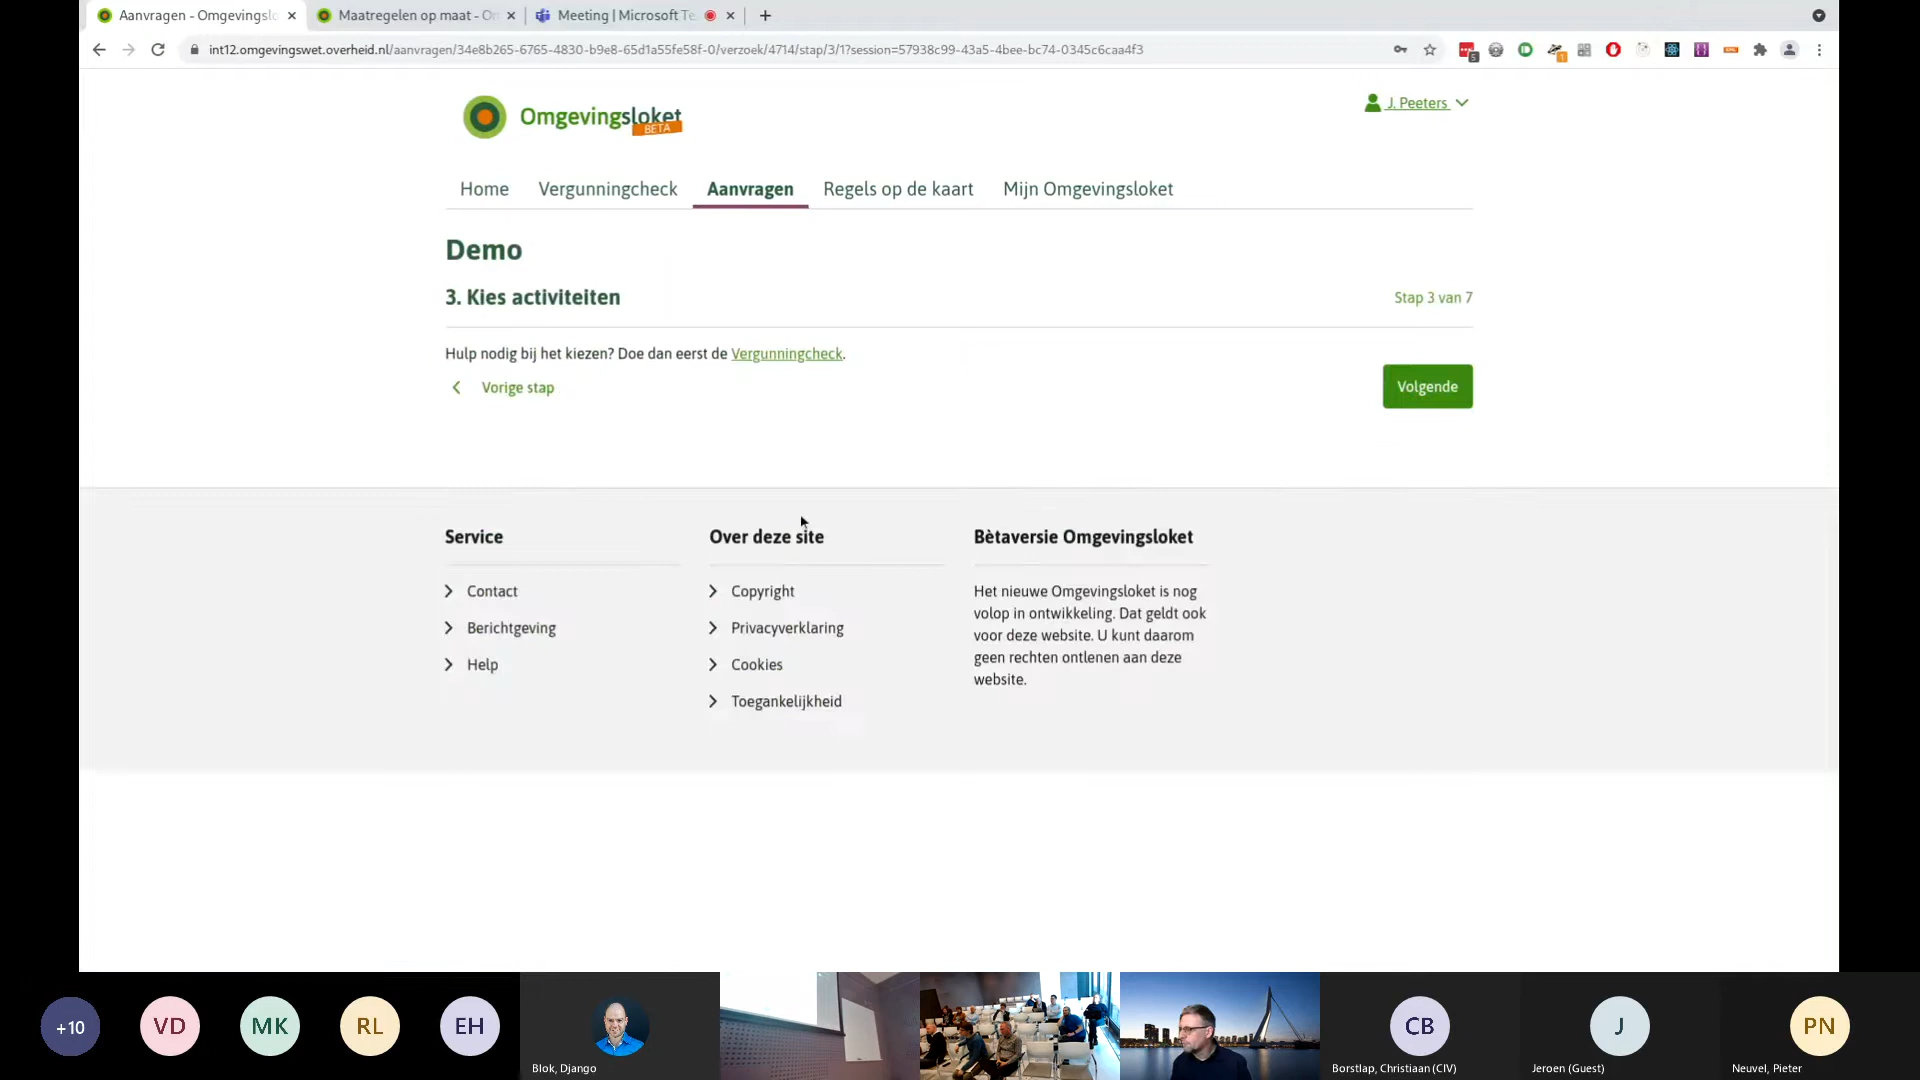 Aanvragen - Omgevingslo
Maatregelen op maat - On
Meeting | Microsoft Te
int12.omgevingswet.overheid.nl/aanvragen/34e8b265-6765-4830-b9e8-65d1a55fe58f-0/verzoek/4714/stap/3/1?session=57938c99-43a5-4bee-bc74-0345c6caa4f3
Omgevingsloket
BETA
J. Peeters
Home
Vergunningcheck
Aanvragen
Regels op de kaart
Mijn Omgevingsloket
Demo
3. Kies activiteiten
Stap 3 van 7
Hulp nodig bij het kiezen? Doe dan eerst de Vergunningcheck.
Vorige stap
Volgende
Service
Contact
Berichtgeving
Help
Over deze site
Copyright
Privacyverklaring
Cookies
Toegankelijkheid
Bètaversie Omgevingsloket
Het nieuwe Omgevingsloket is nog
volop in ontwikkeling. Dat geldt ook
voor deze website. U kunt daarom
geen rechten ontlenen aan deze
website.
+10
VD
MK
RL
EH
Blok, Django
CB
Borstlap, Christiaan (CIV)
J
Jeroen (Guest)
PN
Neuvel, Pieter